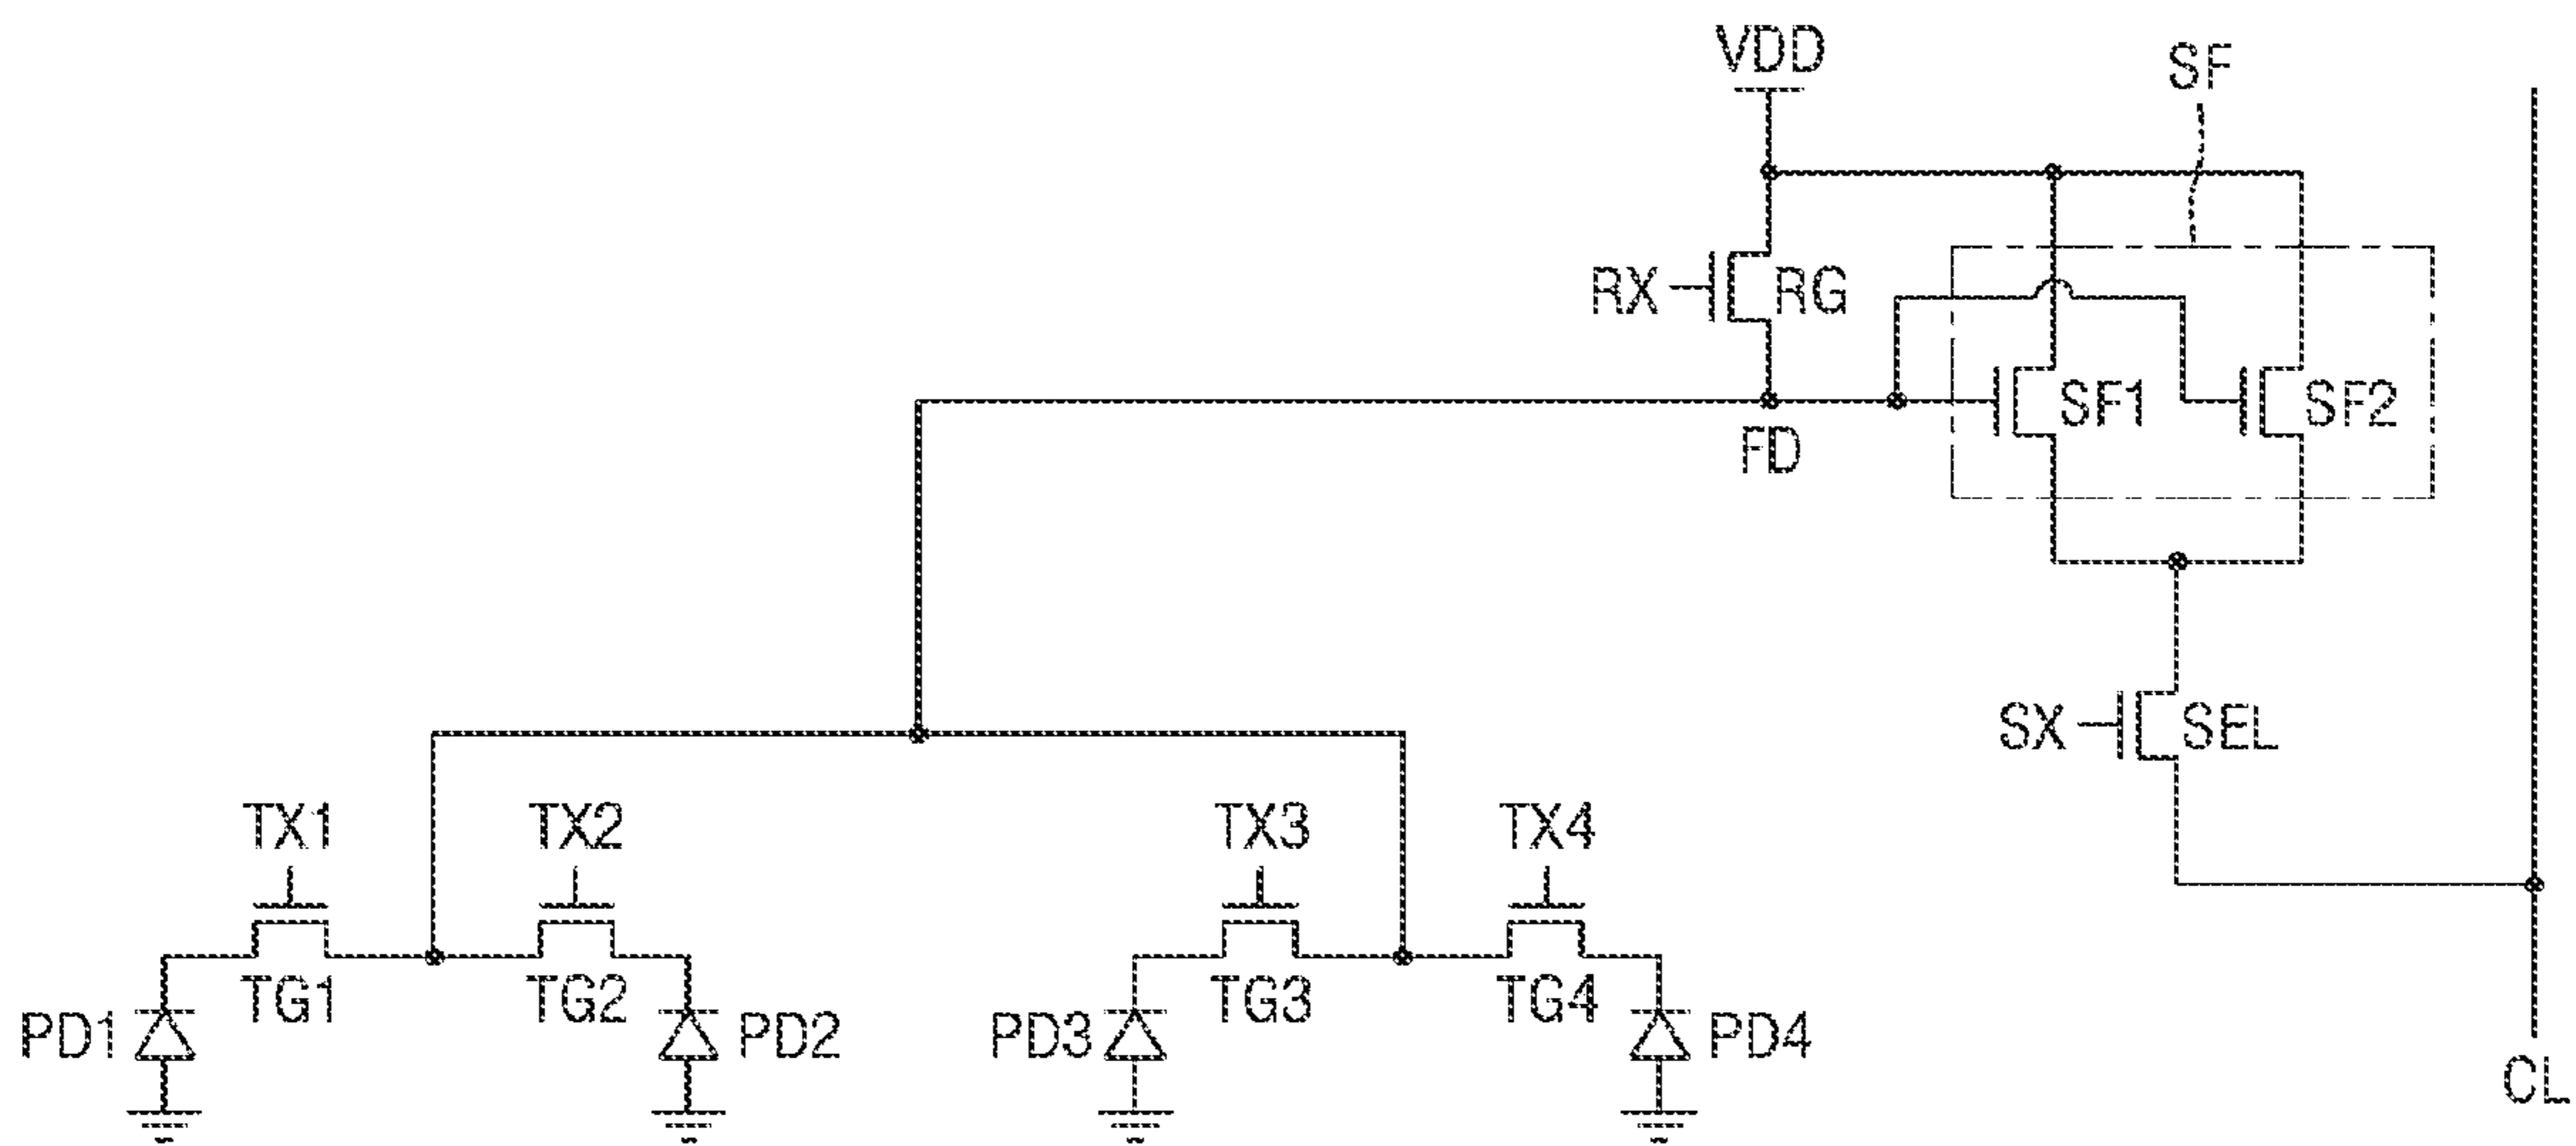 VDD
SF
RX
RG
SF1
SF2
FD
SX
SEL
TX1
TX2
TX3
TX4
TG1
TG2
TG3
TG4
PD1
PD2
PD3
PD4
CL